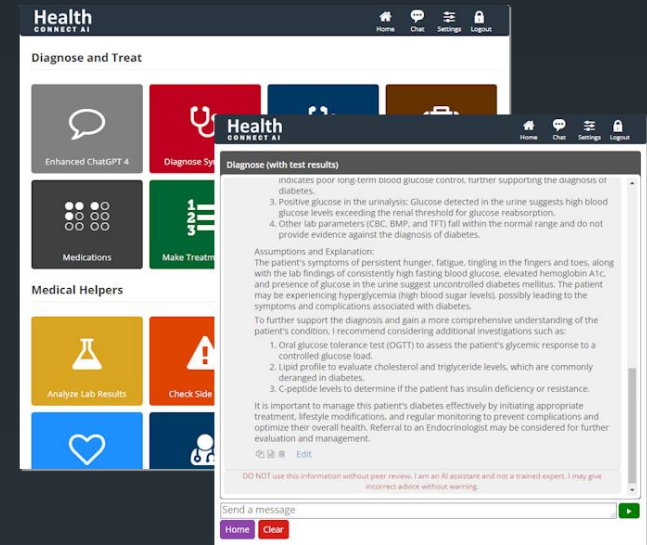 Health
CONNECT AI
Home Chat Settings Logout
Diagnose and Treat
Enhanced ChatGPT 4
Diagnose Sy
Medications
Make Treatm
Medical Helpers
Analyze Lab Results
Check Side
Health
CONNECT AI
Home Chat Settings Logout
Diagnose (with test results)
indicates poor long-term blood glucose control, further supporting the diagnosis of
diabetes.
3. Positive glucose in the urinalysis: Glucose detected in the urine suggests high blood
glucose levels exceeding the renal threshold for glucose reabsorption.
4. Other lab parameters (CBC, BMP, and TFT) fall within the normal range and do not
provide evidence against the diagnosis of diabetes.
Assumptions and Explanation:
The patient's symptoms of persistent hunger, fatigue, tingling in the fingers and toes, along
with the lab findings of consistently high fasting blood glucose, elevated hemoglobin A1c,
and presence of glucose in the urine suggest uncontrolled diabetes mellitus. The patient
may be experiencing hyperglycemia (high blood sugar levels), possibly leading to the
symptoms and complications associated with diabetes.
To further support the diagnosis and gain a more comprehensive understanding of the
patient's condition, I recommend considering additional investigations such as:
1. Oral glucose tolerance test (OGTT) to assess the patient's glycemic response to a
controlled glucose load.
2. Lipid profile to evaluate cholesterol and triglyceride levels, which are commonly
deranged in diabetes.
3. C-peptide levels to determine if the patient has insulin deficiency or resistance.
It is important to manage this patient's diabetes effectively by initiating appropriate
treatment, lifestyle modifications, and regular monitoring to prevent complications and
optimize their overall health. Referral to an Endocrinologist may be considered for further
evaluation and management.
Edit
DO NOT use this information without peer review. I am an AI assistant and not a trained expert. I may give
incorrect advice without warning.
Send a message
Home Clear